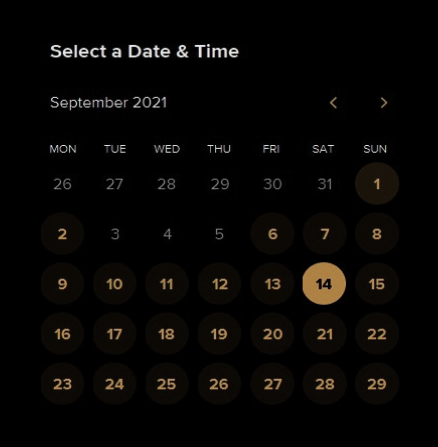 Select a Date & Time
September 2021
MON TUE WED THU FRI SAT SUN
26 27 28 29 30 31 1
2 3 4 5 6 7 8
9 10 11 12 13 14 15
16 17 18 19 20 21 22
23 24 25 26 27 28 29